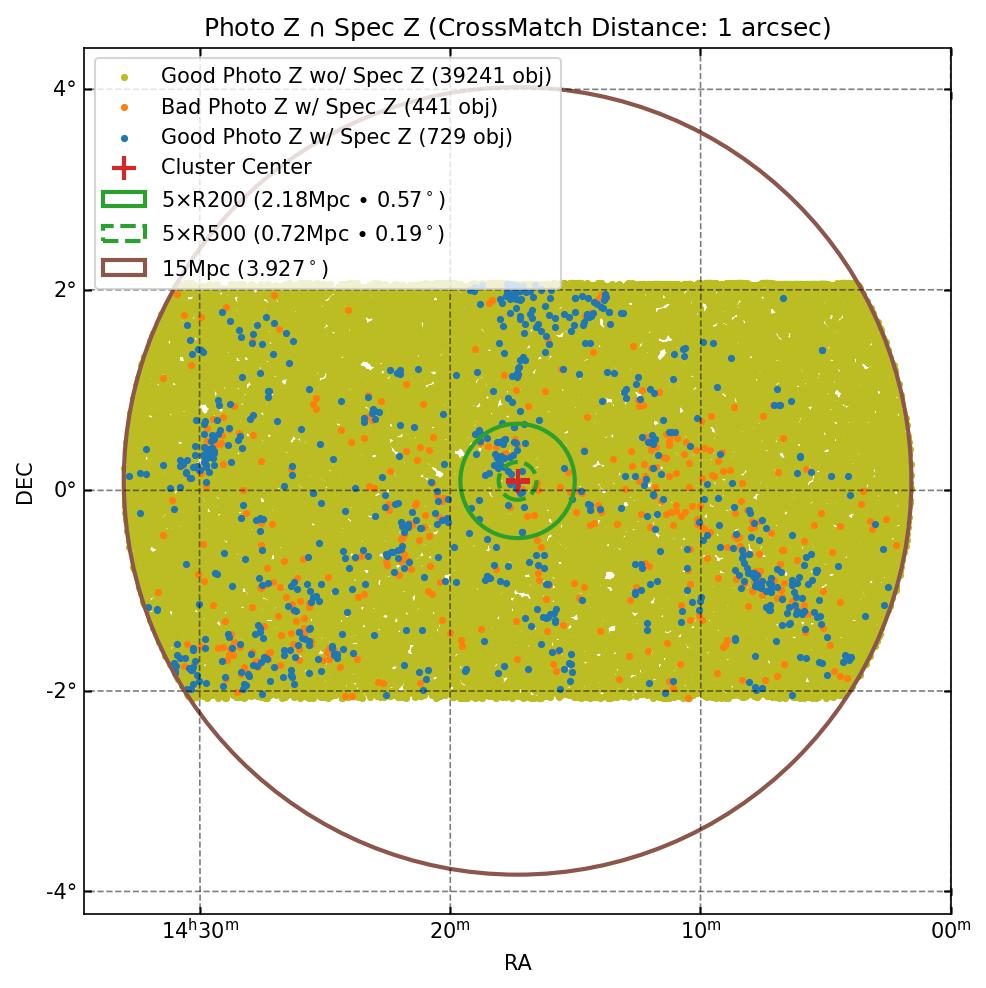 Photo Z ∩ Spec Z (CrossMatch Distance: 1 arcsec)
Good Photo Z wo/ Spec Z (39241 obj)
Bad Photo Z w/ Spec Z (441 obj)
Good Photo Z w/ Spec Z (729 obj)
Cluster Center
5×R200 (2.18Mpc • 0.57°)
5×R500 (0.72Mpc • 0.19°)
15Mpc (3.927°)
4°
2°
0°
-2°
-4°
DEC
14ʰ30ᵐ 20ᵐ 10ᵐ 00ᵐ
RA